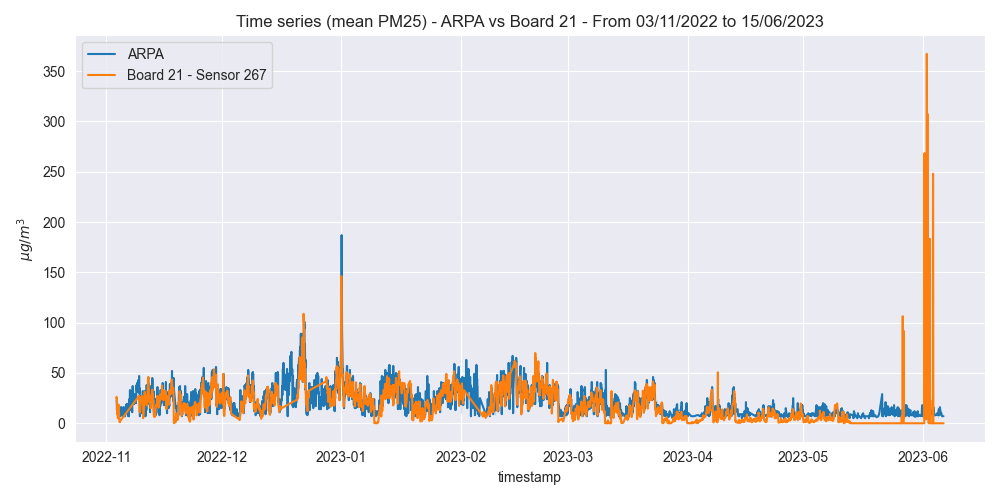 Time series (mean PM25) - ARPA vs Board 21 - From 03/11/2022 to 15/06/2023
ARPA
Board 21 - Sensor 267
350
300
250
200
150
100
50
0
μg/m³
2022-11 2022-12 2023-01 2023-02 2023-03 2023-04 2023-05 2023-06
timestamp